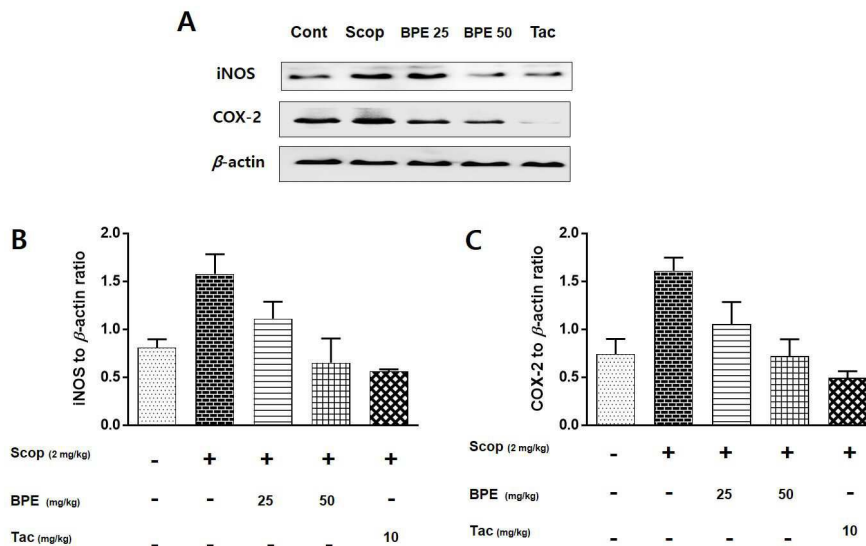 A
Cont Scop BPE 25 BPE 50 Tac
iNOS
COX-2
β-actin
B
iNOS to β-actin ratio
2.0
1.5
1.0
0.5
0.0
Scop (2 mg/kg) - + + + +
BPE (mg/kg) - - 25 50 -
Tac (mg/kg) - - - - 10
C
COX-2 to β-actin ratio
2.0
1.5
1.0
0.5
0.0
Scop (2 mg/kg) - + + + +
BPE (mg/kg) - - 25 50 -
Tac (mg/kg) - - - - 10